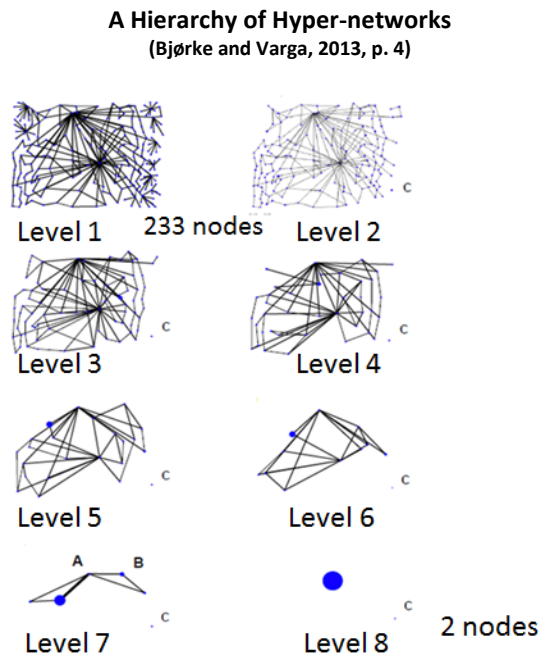 A Hierarchy of Hyper-networks
(Bjørke and Varga, 2013, p. 4)
C
Level 1
233 nodes
Level 2
C
C
Level 3
Level 4
C
C
Level 5
Level 6
A
B
C
C
Level 7
Level 8
2 nodes